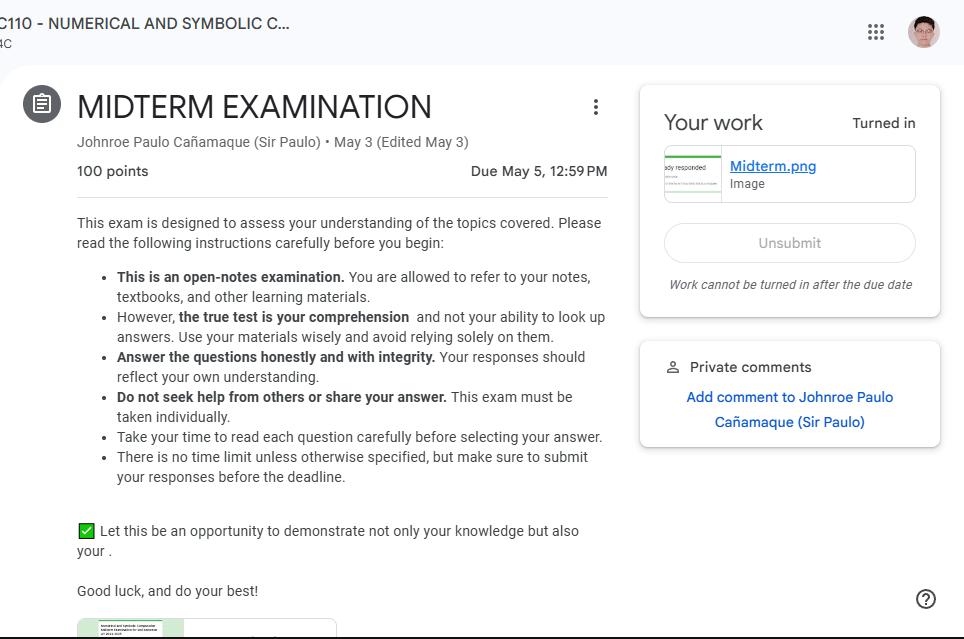 C110 - NUMERICAL AND SYMBOLIC C...
4C
MIDTERM EXAMINATION
Johnroe Paulo Cañamaque (Sir Paulo) • May 3 (Edited May 3)
100 points
Due May 5, 12:59 PM
This exam is designed to assess your understanding of the topics covered. Please
read the following instructions carefully before you begin:
• This is an open-notes examination. You are allowed to refer to your notes,
textbooks, and other learning materials.
• However, the true test is your comprehension and not your ability to look up
answers. Use your materials wisely and avoid relying solely on them.
• Answer the questions honestly and with integrity. Your responses should
reflect your own understanding.
• Do not seek help from others or share your answer. This exam must be
taken individually.
• Take your time to read each question carefully before selecting your answer.
• There is no time limit unless otherwise specified, but make sure to submit
your responses before the deadline.
✅ Let this be an opportunity to demonstrate not only your knowledge but also
your .
Good luck, and do your best!
Numerical and Symbolic Computation
Midterm Examination for 2nd Semester
Your work
Turned in
ady responded
Midterm.png
Image
Unsubmit
Work cannot be turned in after the due date
Private comments
Add comment to Johnroe Paulo
Cañamaque (Sir Paulo)